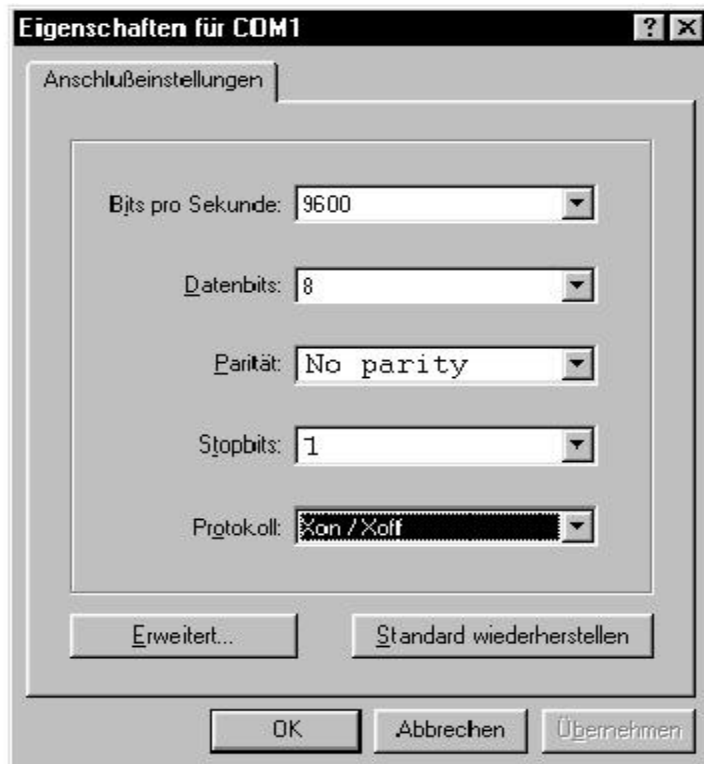 Eigenschaften für COM1
Anschlußeinstellungen
Bits pro Sekunde: 9600
Datenbits: 8
Parität: No parity
Stopbits: 1
Protokoll: Xon / Xoff
Erweitert... Standard wiederherstellen
OK Abbrechen Übernehmen